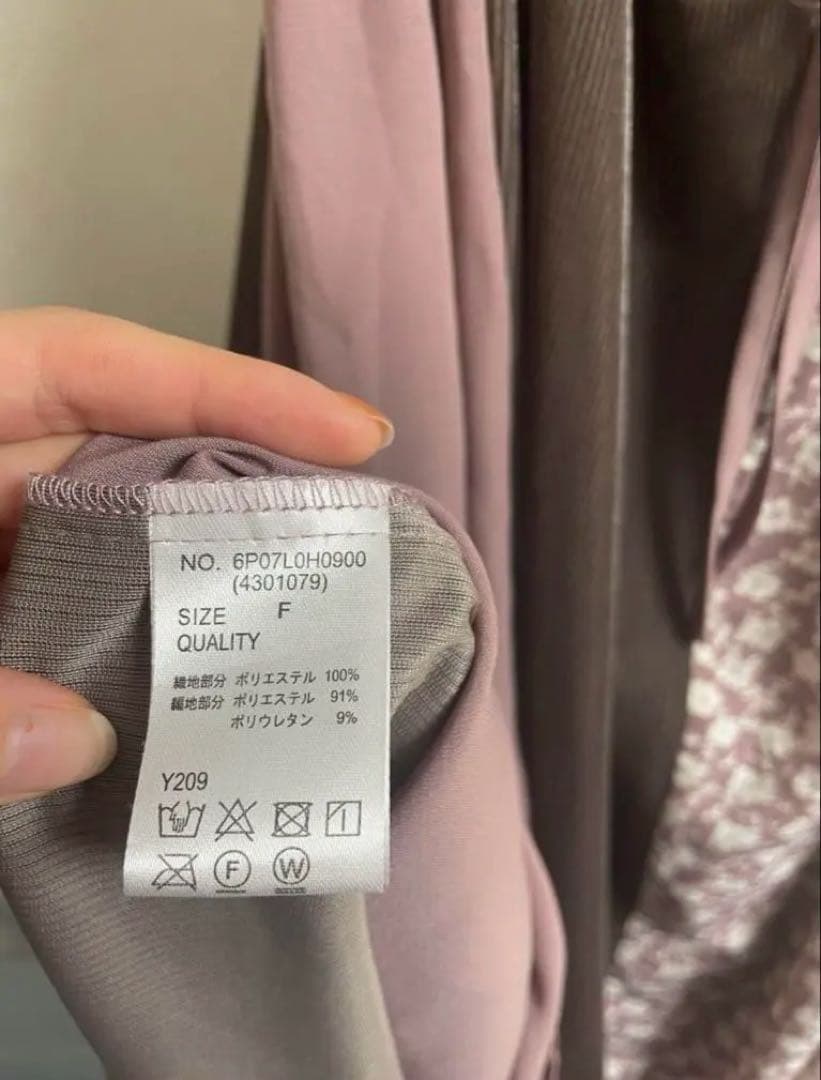 NO. 6P07L0H0900
(4301079)
SIZE F
QUALITY
織地部分 ポリエステル 100%
編地部分 ポリエステル 91%
ポリウレタン 9%
Y209
F W